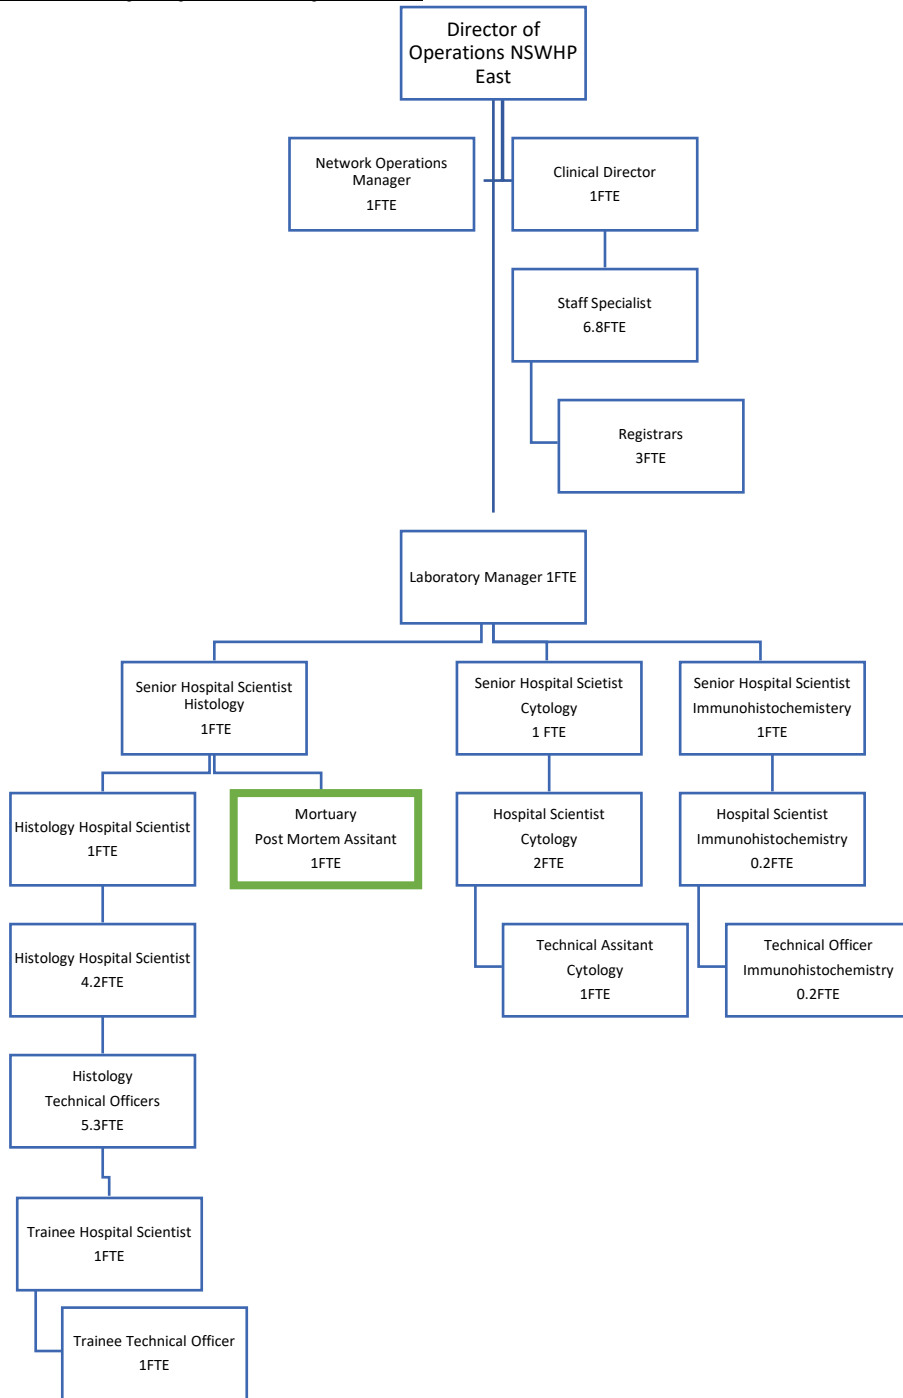 Director of
Operations NSWHP
East
Network Operations
Manager
1FTE
Clinical Director
1FTE
Staff Specialist
6.8FTE
Registrars
3FTE
Laboratory Manager 1FTE
Senior Hospital Scientist
Histology
1FTE
Senior Hospital Scietist
Cytology
1 FTE
Senior Hospital Scientist
Immunohistochemistery
1FTE
Histology Hospital Scientist
1FTE
Mortuary
Post Mortem Assitant
1FTE
Hospital Scientist
Cytology
2FTE
Hospital Scientist
Immunohistochemistry
0.2FTE
Histology Hospital Scientist
4.2FTE
Technical Assitant
Cytology
1FTE
Technical Officer
Immunohistochemistry
0.2FTE
Histology
Technical Officers
5.3FTE
Trainee Hospital Scientist
1FTE
Trainee Technical Officer
1FTE